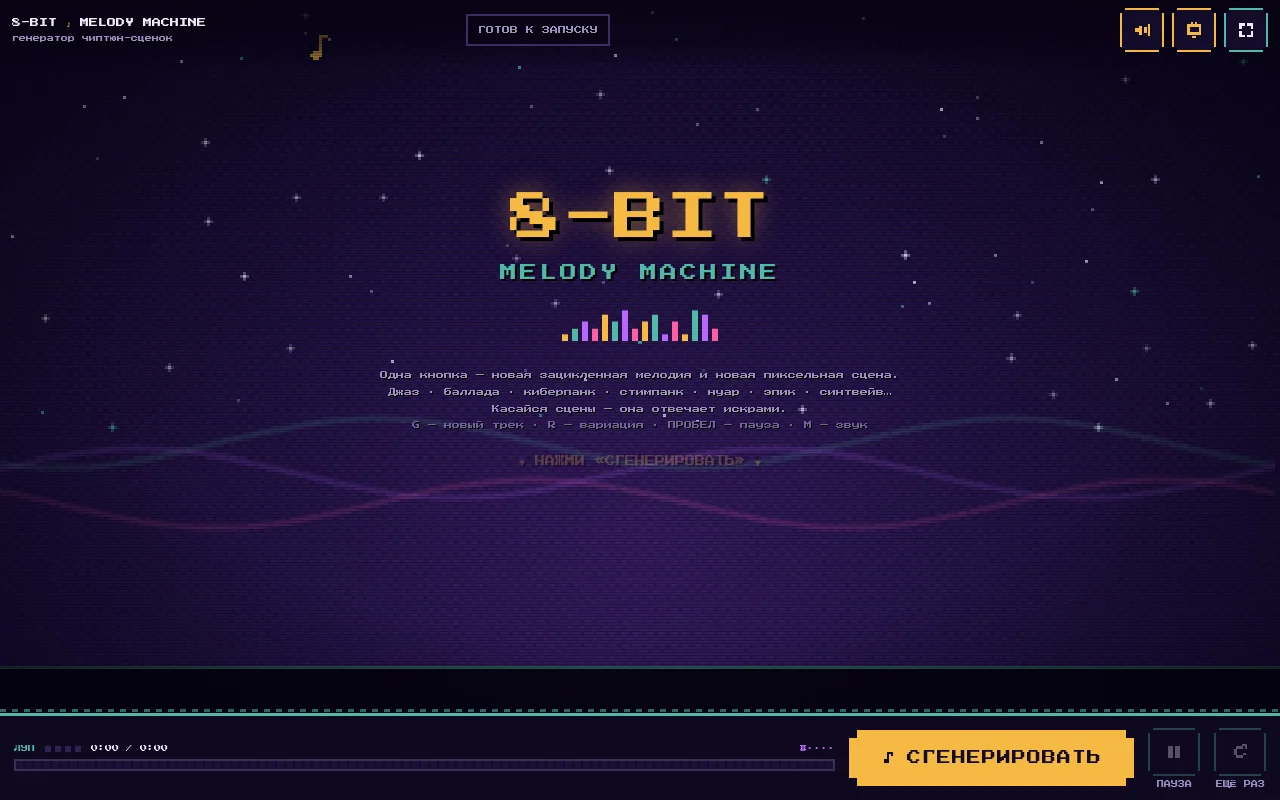 8-BIT ♪ MELODY MACHINE
генератор чиптюн-сценок
ГОТОВ К ЗАПУСКУ
8-BIT
MELODY MACHINE
Одна кнопка — новая зацикленная мелодия и новая пиксельная сцена.
Джаз · баллада · киберпанк · стимпанк · нуар · эпик · синтвейв…
Касайся сцены — она отвечает искрами.
G — новый трек · R — вариация · ПРОБЕЛ — пауза · M — звук
▼ НАЖМИ «СГЕНЕРИРОВАТЬ» ▼
ЛУП 0:00 / 0:00
#····
♪ СГЕНЕРИРОВАТЬ
ПАУЗА
ЕЩЁ РАЗ